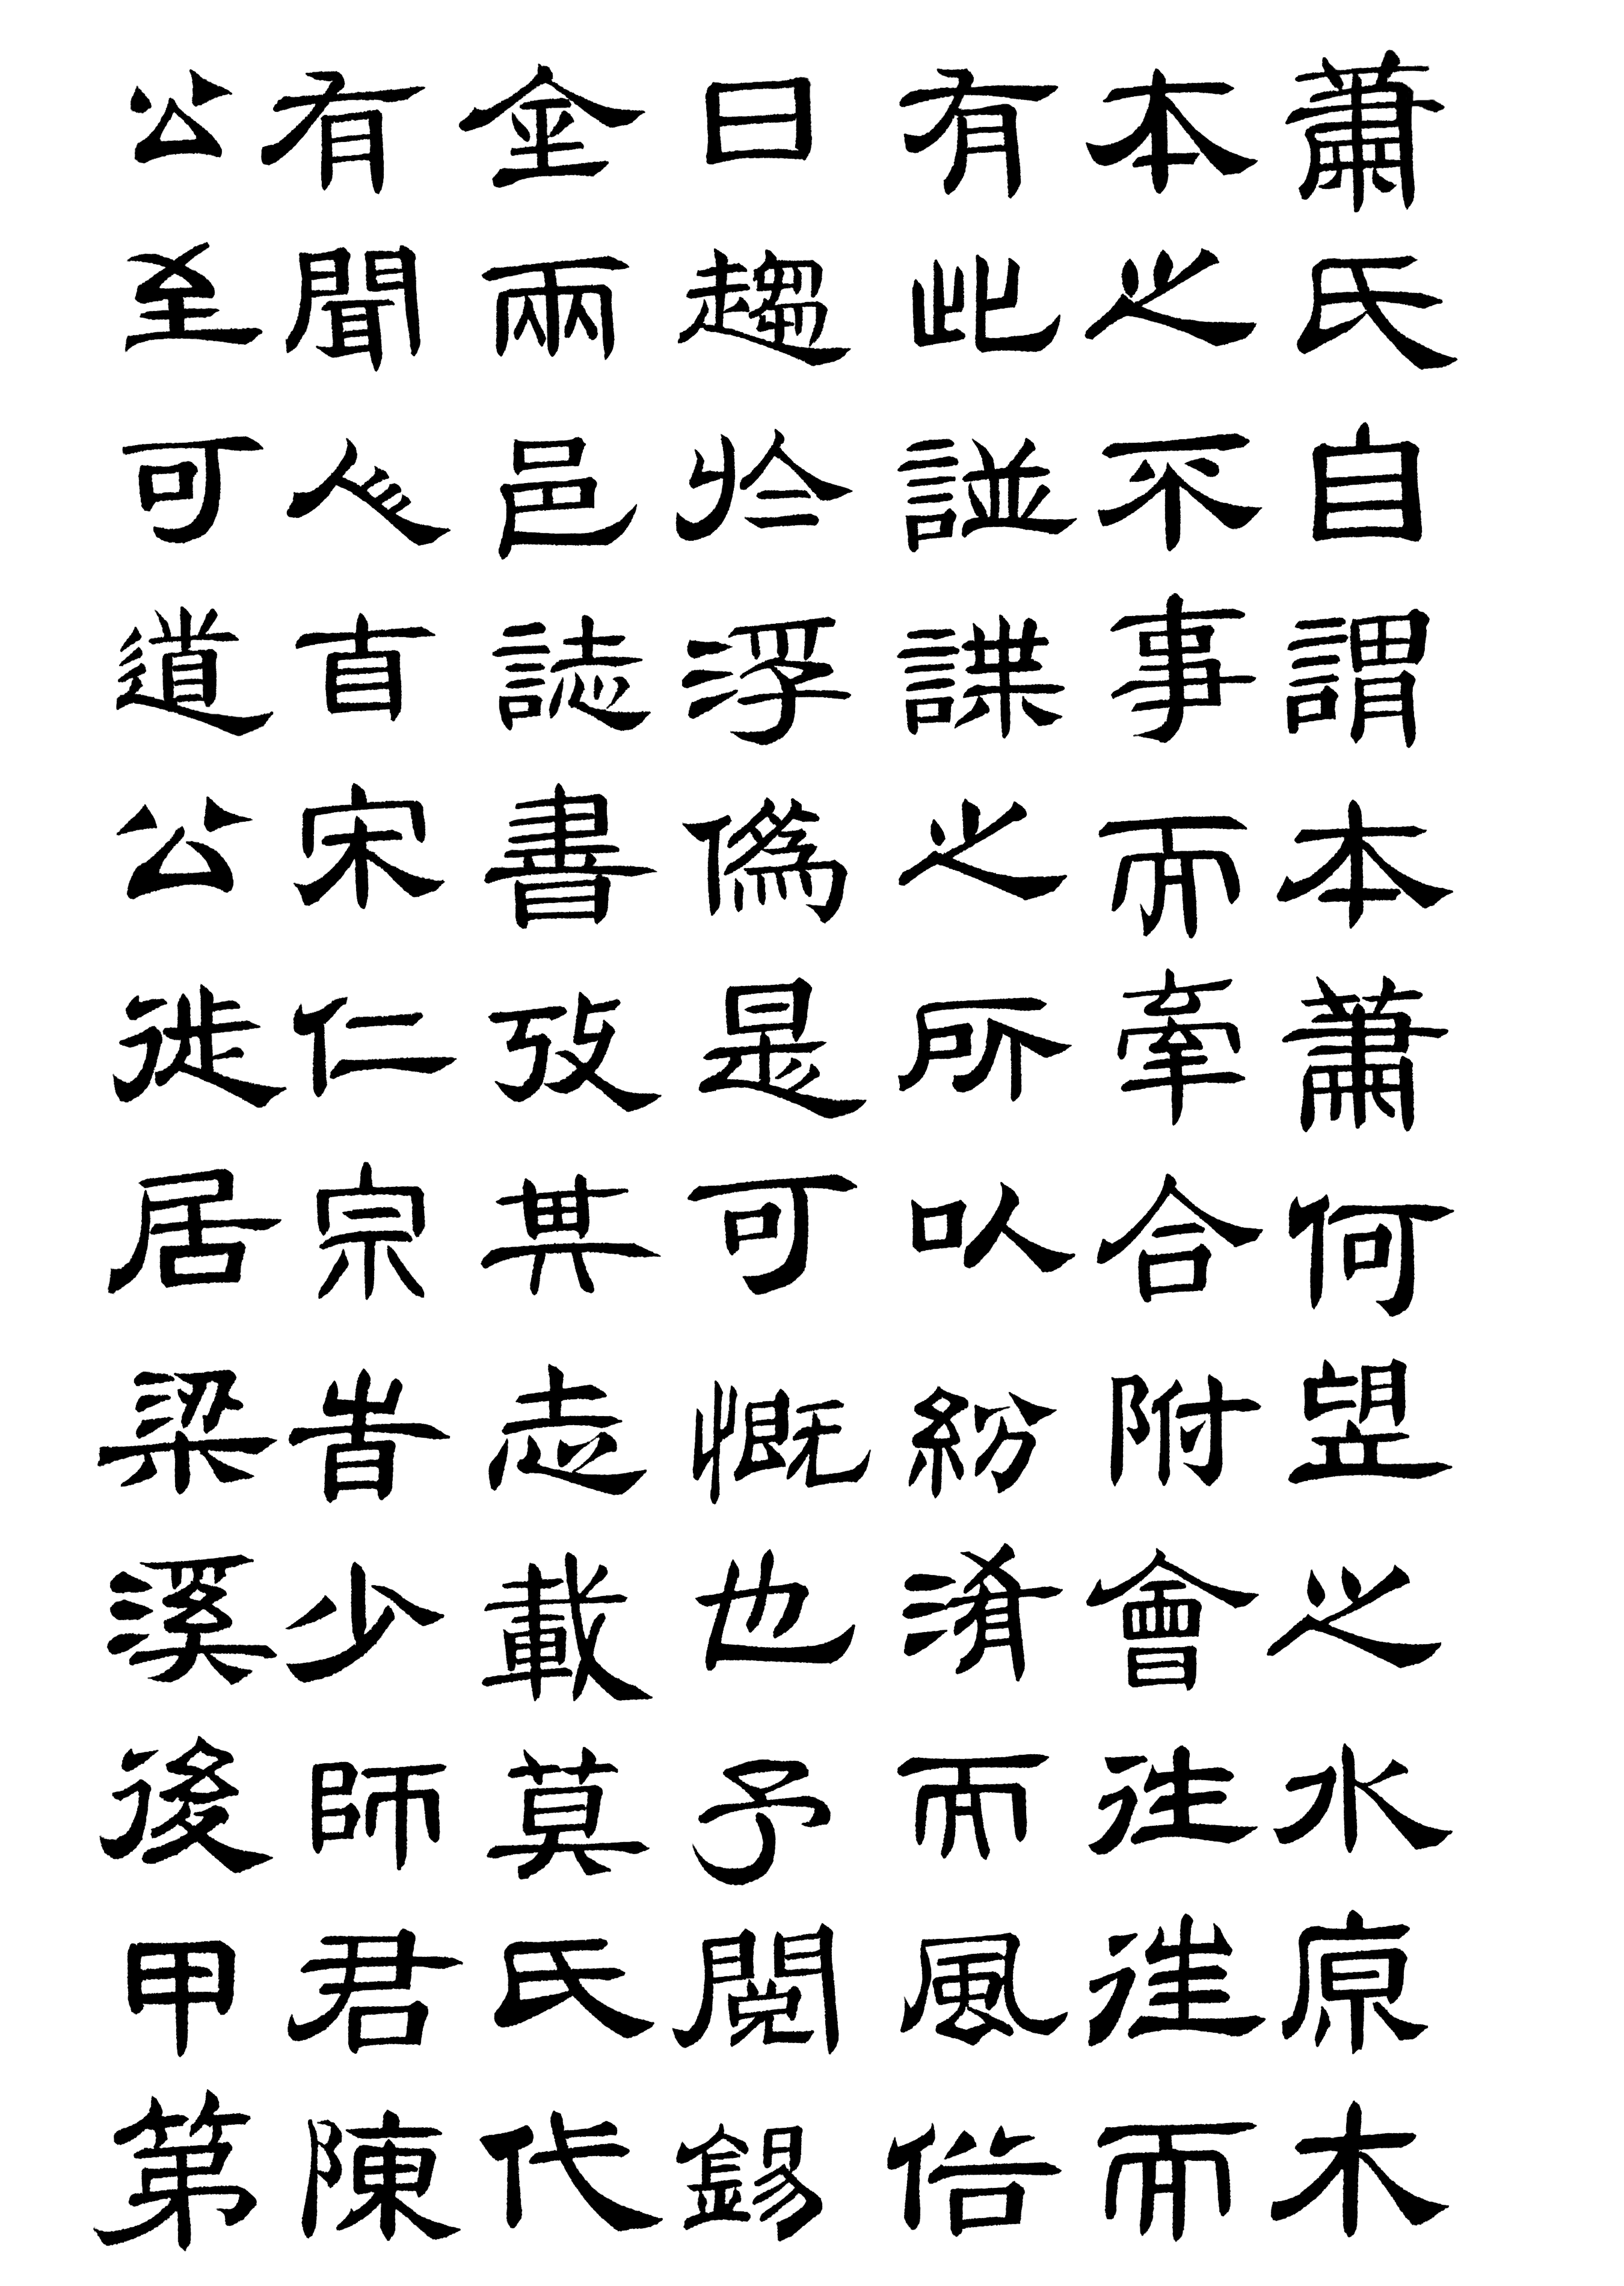 蕭氏自謂本蕭何望之水原木
本之不事而牽合附會往往而
有此諩諜之所以紛淆而風俗
日趨於浮僞是可慨也予閱錫
金兩邑誌書攷其志載莫氏代
有聞人直宋仁宗旹少師君陳
公至可道公徙居梁溪後甲第